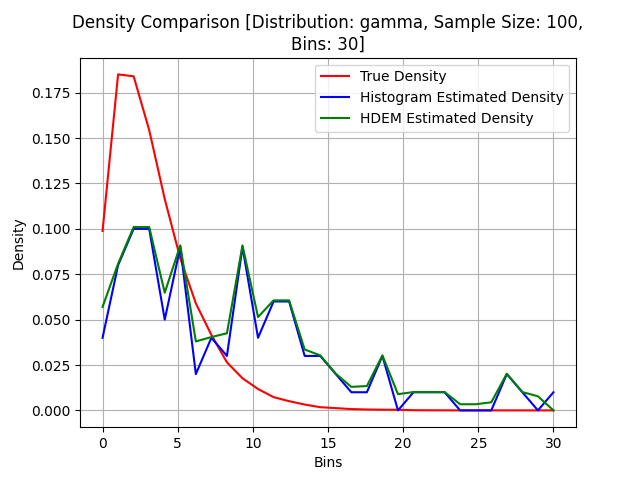 Density Comparison [Distribution: gamma, Sample Size: 100,
Bins: 30]
True Density
Histogram Estimated Density
HDEM Estimated Density
Density
0.175
0.150
0.125
0.100
0.075
0.050
0.025
0.000
0 5 10 15 20 25 30
Bins